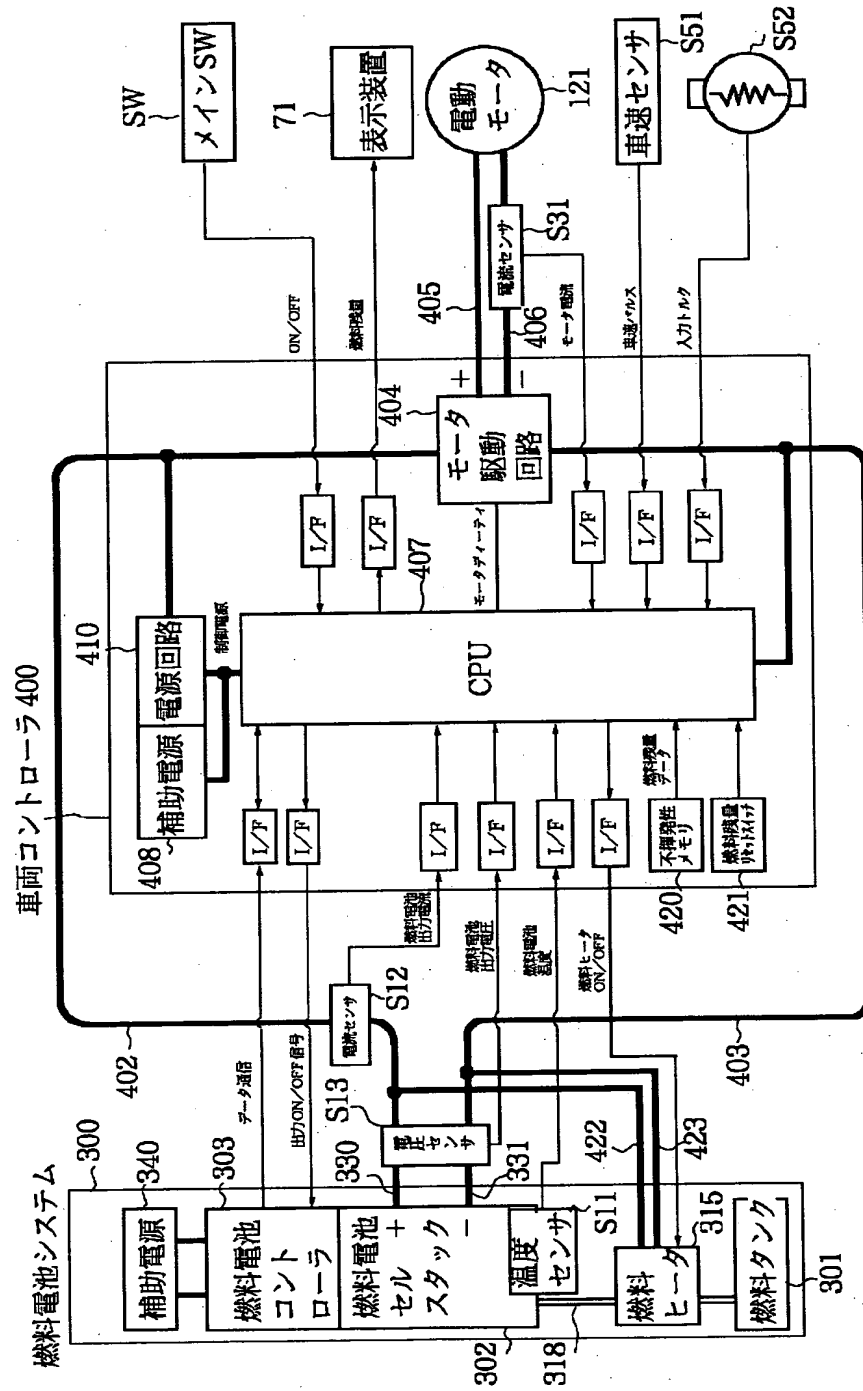 燃料電池システム
300
補助電源
340
燃料電池
コント
ローラ
303
燃料電池
セル
スタック
+
−
302
温度
センサ
S11
318
燃料
ヒータ
315
燃料タンク
301
330
331
電圧センサ
S13
電流センサ
S12
402
403
422
423
データ通信
出力ON/OFF信号
燃料電池
出力電流
燃料電池
出力電圧
燃料電池
温度
燃料ヒータ
ON/OFF
車両コントローラ400
補助電源
408
電源回路
410
制御電源
I/F
I/F
I/F
I/F
I/F
I/F
不揮発性
メモリ
420
燃料残量
データ
燃料残量
リセットスイッチ
421
CPU
407
I/F
I/F
モータディーティ
モータ
駆動
回路
404
+
−
I/F
I/F
I/F
ON/OFF
燃料残量
405
406
モータ電流
車速パルス
入力トルク
電流センサ
S31
SW
メインSW
71
表示装置
電動
モータ
121
車速センサ
S51
S52